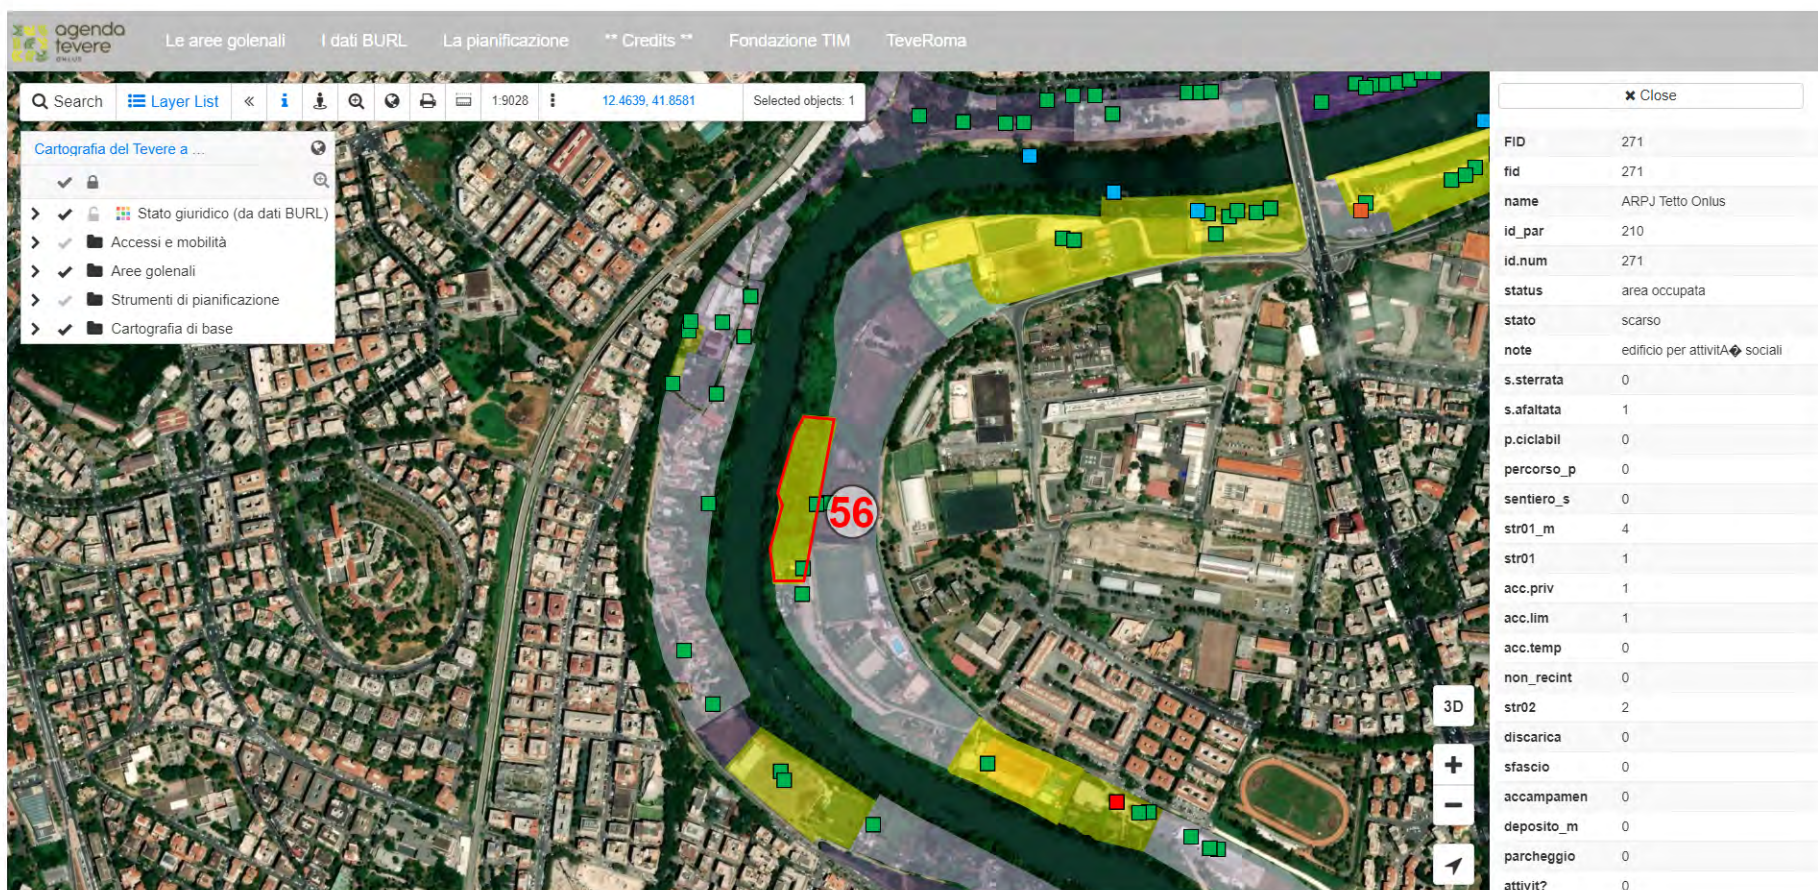 agenda
tevere
ONLUS
Le aree golenali
I dati BURL
La pianificazione
** Credits **
Fondazione TIM
TeveRoma
Search
Layer List
«
i
1:9028
12.4639, 41.8581
Selected objects: 1
Cartografia del Tevere a ...
Stato giuridico (da dati BURL)
Accessi e mobilità
Aree golenali
Strumenti di pianificazione
Cartografia di base
56
3D
+
−
✖ Close
FID 271
fid 271
name ARPJ Tetto Onlus
id_par 210
id.num 271
status area occupata
stato scarso
note edificio per attivitA� sociali
s.sterrata 0
s.afaltata 1
p.ciclabil 0
percorso_p 0
sentiero_s 0
str01_m 4
str01 1
acc.priv 1
acc.lim 1
acc.temp 0
non_recint 0
str02 2
discarica 0
sfascio 0
accampamen 0
deposito_m 0
parcheggio 0
attivit? 0